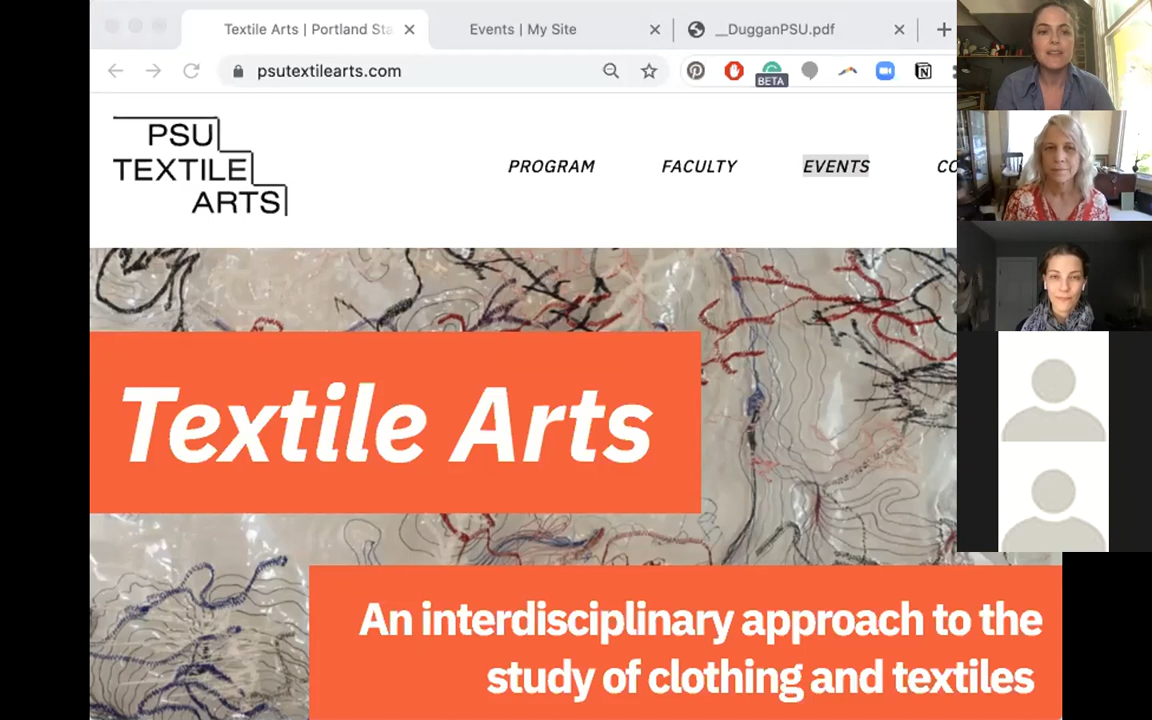 Textile Arts | Portland Sta
Events | My Site
__DugganPSU.pdf
psutextilearts.com
BETA
PSU
TEXTILE
ARTS
PROGRAM
FACULTY
EVENTS
CO
Textile Arts
An interdisciplinary approach to the
study of clothing and textiles